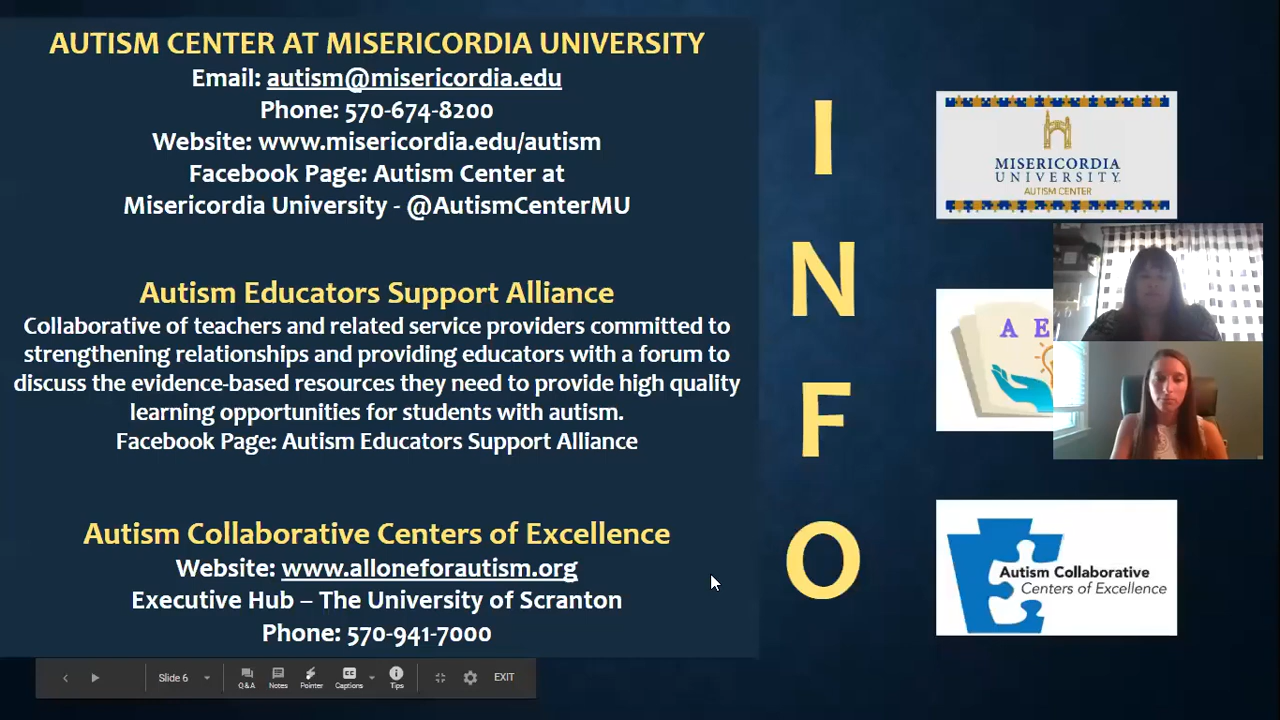 AUTISM CENTER AT MISERICORDIA UNIVERSITY
Email: autism@misericordia.edu
Phone: 570-674-8200
Website: www.misericordia.edu/autism
Facebook Page: Autism Center at
Misericordia University - @AutismCenterMU
Autism Educators Support Alliance
Collaborative of teachers and related service providers committed to
strengthening relationships and providing educators with a forum to
discuss the evidence-based resources they need to provide high quality
learning opportunities for students with autism.
Facebook Page: Autism Educators Support Alliance
Autism Collaborative Centers of Excellence
Website: www.alloneforautism.org
Executive Hub – The University of Scranton
Phone: 570-941-7000
I
N
F
O
MISERICORDIA
UNIVERSITY
AUTISM CENTER
A E
Autism Collaborative
Centers of Excellence
Slide 6
Q&A
Notes
Pointer
CC
Captions
Tips
EXIT